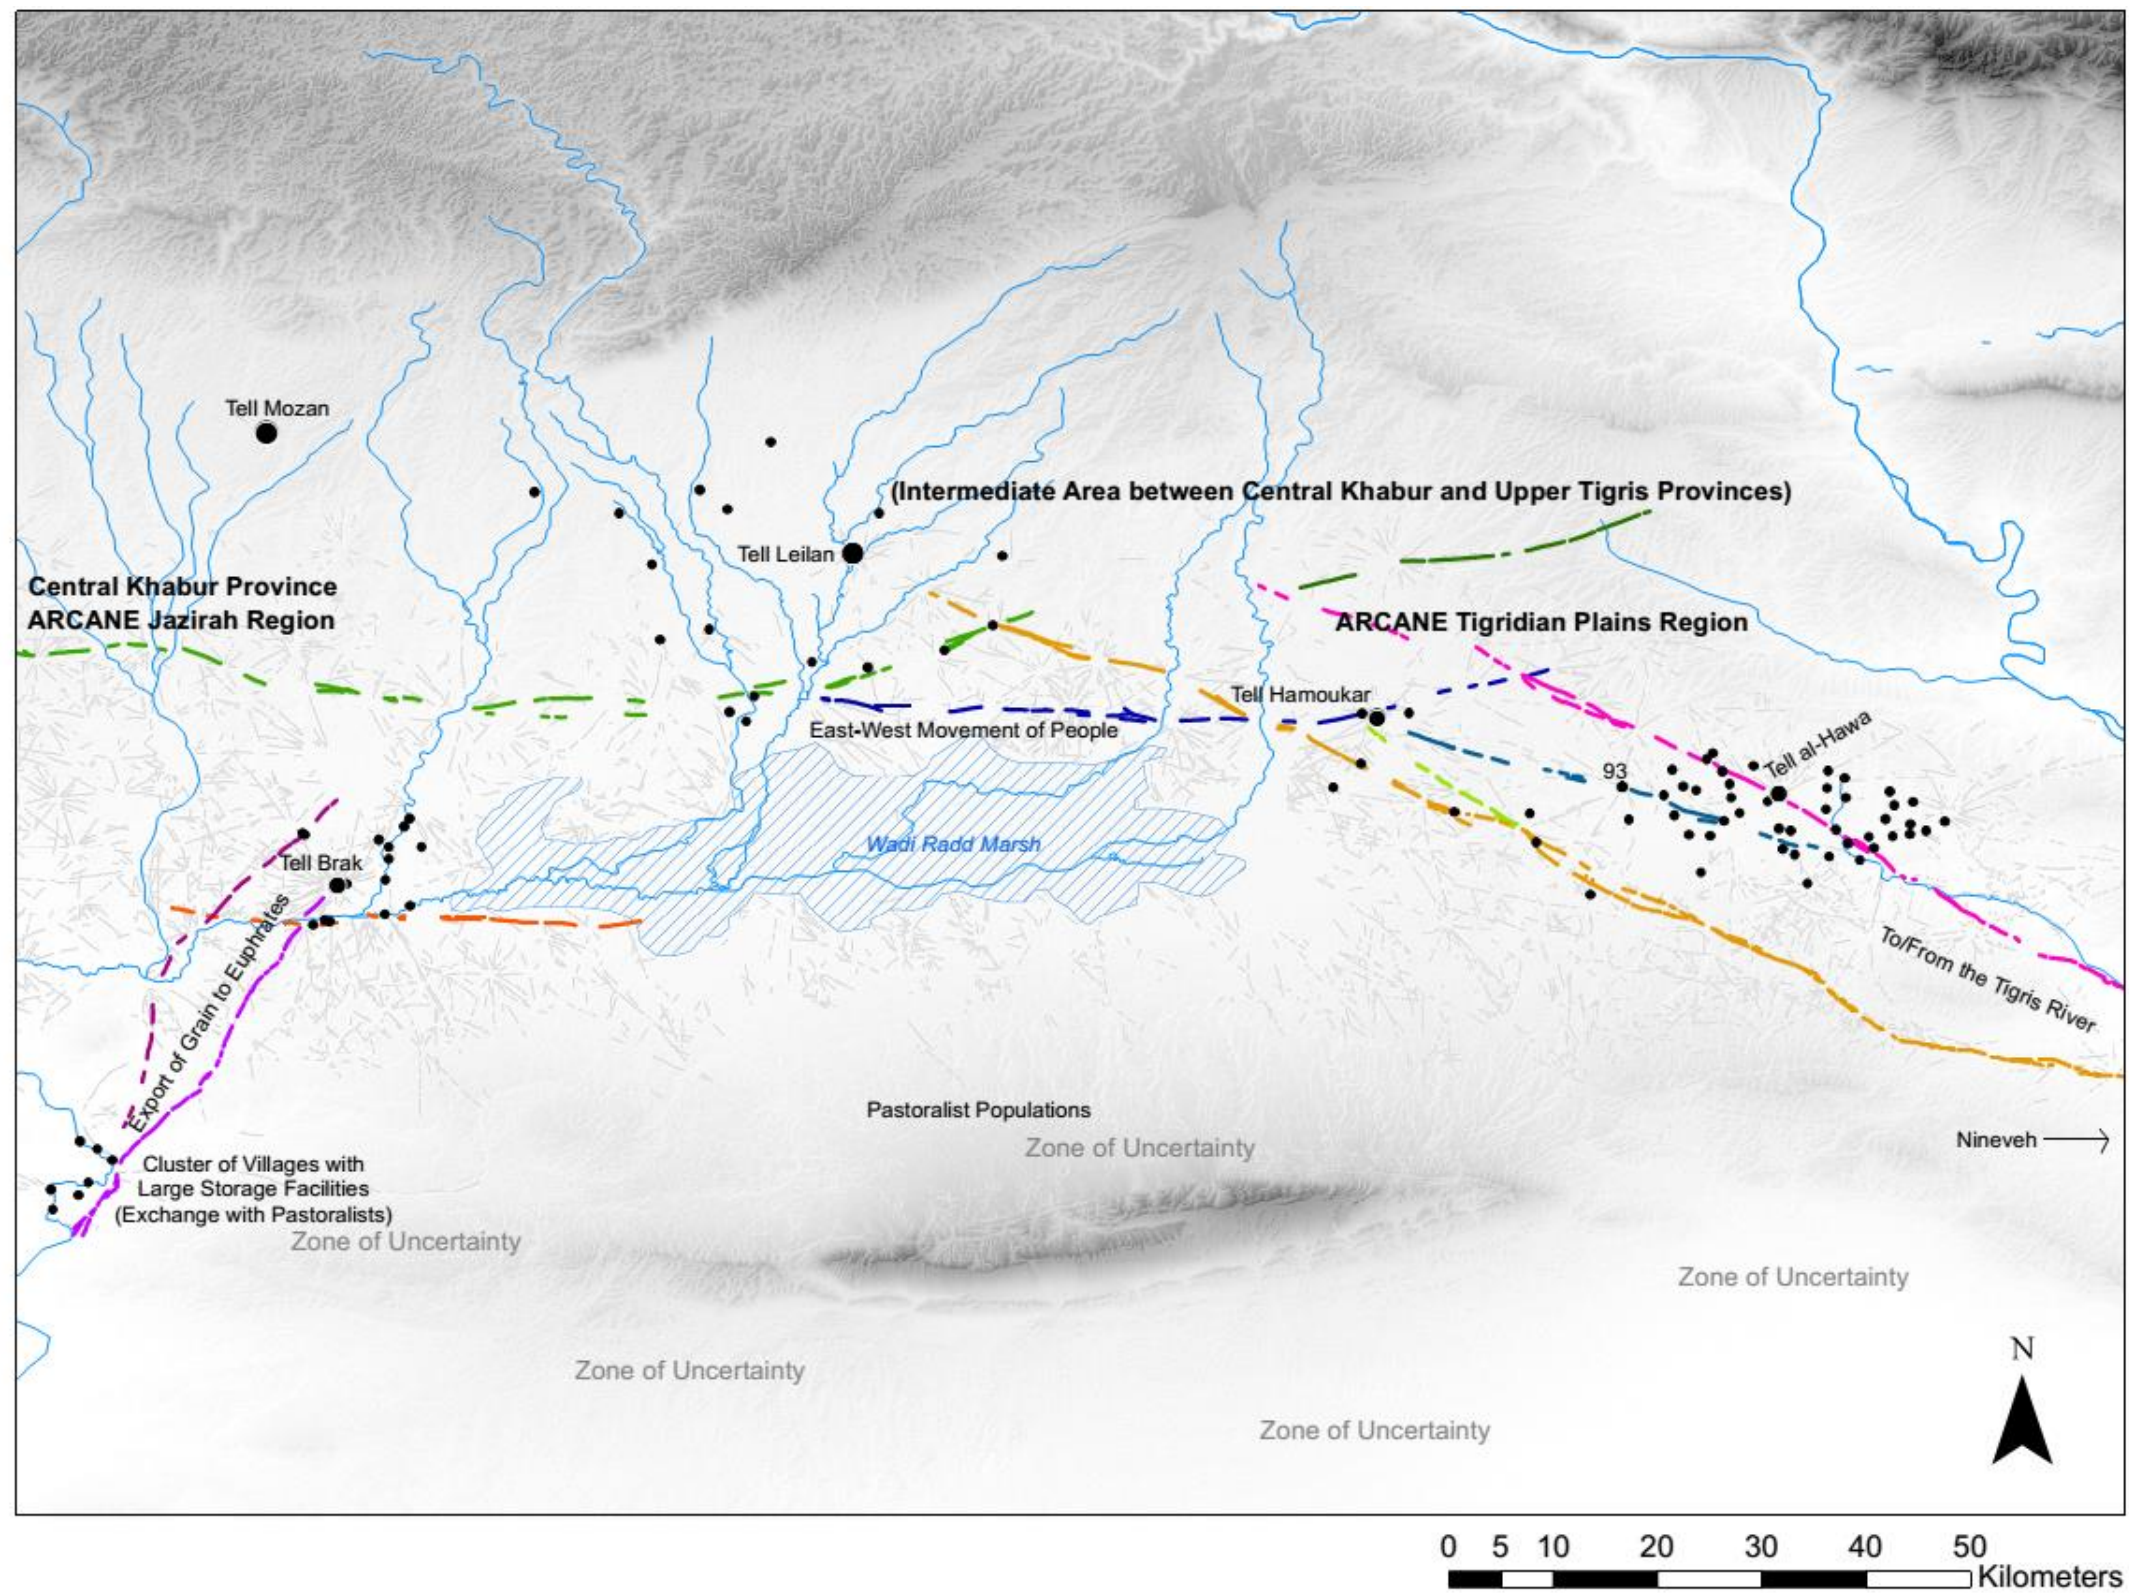 Tell Mozan
(Intermediate Area between Central Khabur and Upper Tigris Provinces)
Tell Leilan
Central Khabur Province
ARCANE Jazirah Region
ARCANE Tigridian Plains Region
Tell Hamoukar
East-West Movement of People
Tell al-Hawa
93
Wadi Radd Marsh
Tell Brak
Export of Grain to Euphrates
To/From the Tigris River
Pastoralist Populations
Zone of Uncertainty
Nineveh
Cluster of Villages with
Large Storage Facilities
(Exchange with Pastoralists)
Zone of Uncertainty
Zone of Uncertainty
Zone of Uncertainty
Zone of Uncertainty
N
0 5 10 20 30 40 50
Kilometers